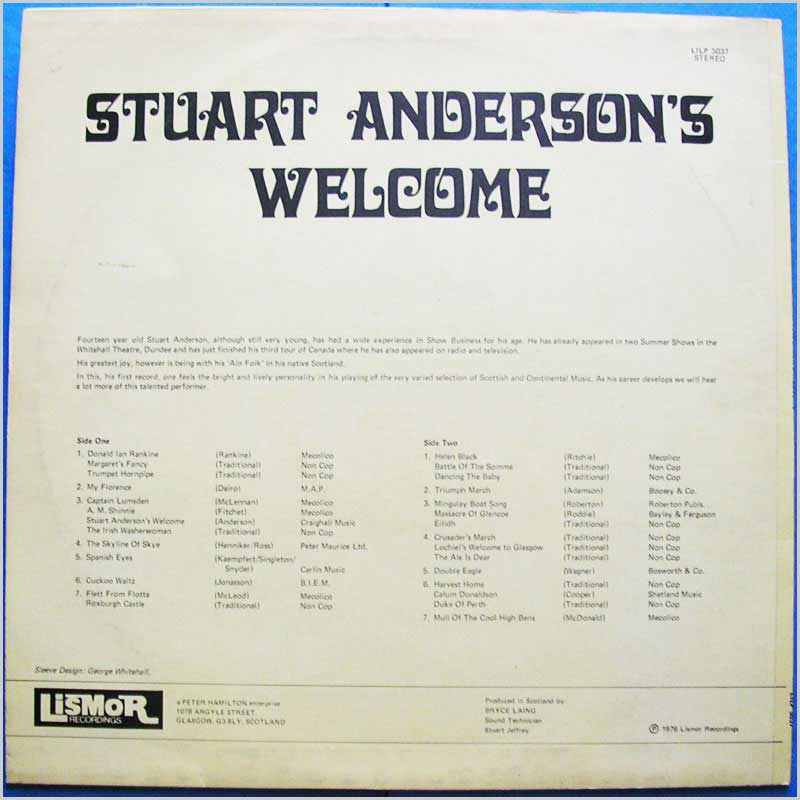 LILP 5037
STEREO
STUART ANDERSON'S
WELCOME
Fourteen year old Stuart Anderson, although still very young, has had a wide experience in Show Business for his age. He has already appeared in two Summer Shows in the
Whitehall Theatre, Dundee and has just finished his third tour of Canada where he has also appeared on radio and television.
His greatest joy, however is being with his 'Ain Folk' in his native Scotland.
In this, his first record, one feels the bright and lively personality in his playing of the very varied selection of Scottish and Continental Music. As his career develops we will hear
a lot more of this talented performer.
Side One
1. Donald Ian Rankine (Rankine) Mecolico
Margaret's Fancy (Traditional) Non Cop
Trumpet Hornpipe (Traditional) Non Cop
2. My Florence (Deiro) M.A.P.
3. Captain Lumsden (McLennan) Mecolico
A. M. Shinnie (Fitchet) Mecolico
Stuart Anderson's Welcome (Anderson) Craighall Music
The Irish Washerwoman (Traditional) Non Cop
4. The Skyline Of Skye (Henniker/Ross) Peter Maurice Ltd.
5. Spanish Eyes (Kaempfert/Singleton/
Snyder) Carlin Music
6. Cuckoo Waltz (Jonasson) B.I.E.M.
7. Flett From Flotta (McLeod) Mecolico
Roxburgh Castle (Traditional) Non Cop
Side Two
1. Helen Black (Ritchie) Mecolico
Battle Of The Somme (Traditional) Non Cop
Dancing The Baby (Traditional) Non Cop
2. Triumph March (Adamson) Boosey & Co.
3. Mingulay Boat Song (Roberton) Roberton Pubs.
Massacre Of Glencoe (Roddie) Bayley & Ferguson
Eiridh (Traditional) Non Cop
4. Crusader's March (Traditional) Non Cop
Lochiel's Welcome to Glasgow (Traditional) Non Cop
The Ale Is Dear (Traditional) Non Cop
5. Double Eagle (Wagner) Bosworth & Co.
6. Harvest Home (Traditional) Non Cop
Calum Donaldson (Cooper) Shetland Music
Duke Of Perth (Traditional) Non Cop
7. Mull Of The Cool High Bens (McDonald) Mecolico
Sleeve Design: George Whitehall.
LISMOR
RECORDINGS
a PETER HAMILTON enterprise
1078 ARGYLE STREET
GLASGOW, G3 8LY, SCOTLAND
Produced in Scotland by
BRYCE LAING
Sound Technician
Stuart Jeffrey
Ⓟ 1976 Lismor Recordings